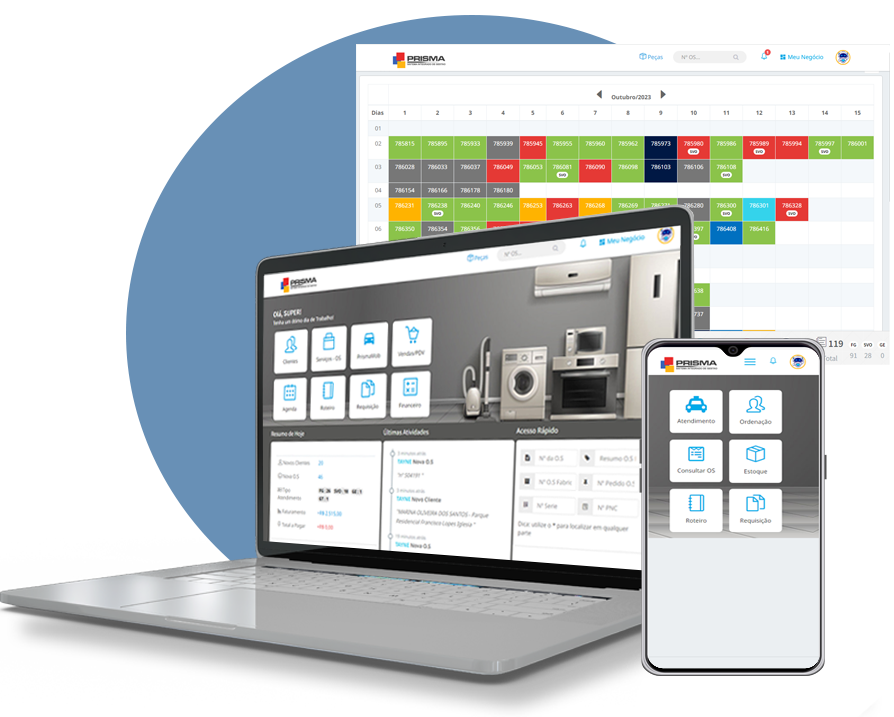 PRISMA
Peças
Nº OS...
Meu Negócio
Outubro/2023
Dias 1 2 3 4 5 6 7 8 9 10 11 12 13 14 15
01
02 785815 785895 785933 785939 785945 785955 785960 785962 785973 785980 785986 785989 785994 785997 786001
SVO SVO SVO
03 786028 786033 786037 786049 786053 786081 786090 786098 786103 786106 786108
SVO SVO
04 786154 786166 786178 786180
05 786231 786238 786240 786246 786253 786263 786268 786269 786280 786300 786301 786328
SVO SVO SVO
06 786350 786354 786356 786408 786416
119 FG SVO GE
91 28 0
PRISMA
Peças
Nº OS...
Meu Negócio
Olá, SUPER!
Tenha um ótimo dia de Trabalho!
Clientes Serviços - OS PrismaMob Vendas/PDV
Agenda Roteiro Requisição Financeiro
Resumo de Hoje Últimas Atividades Acesso Rápido
Novos Clientes 20
Nova O.S
Tipo
Atendimento
Faturamento
Total a Pagar
5 minutos atrás
Novo O.S
Novo Cliente
"MARINA OLIVEIRA DOS SANTOS - Parque
Residencial Francisco Lopes Iglesia "
10 minutos atrás
Novo O.S
Nº da O.S Resumo O.S
Nº O.S Fabric Nº Pedido O.S
Nº Serie Nº PNC
Dica: utilize o * para localizar em qualquer
parte
PRISMA
Atendimento Ordenação
Consultar OS Estoque
Roteiro Requisição